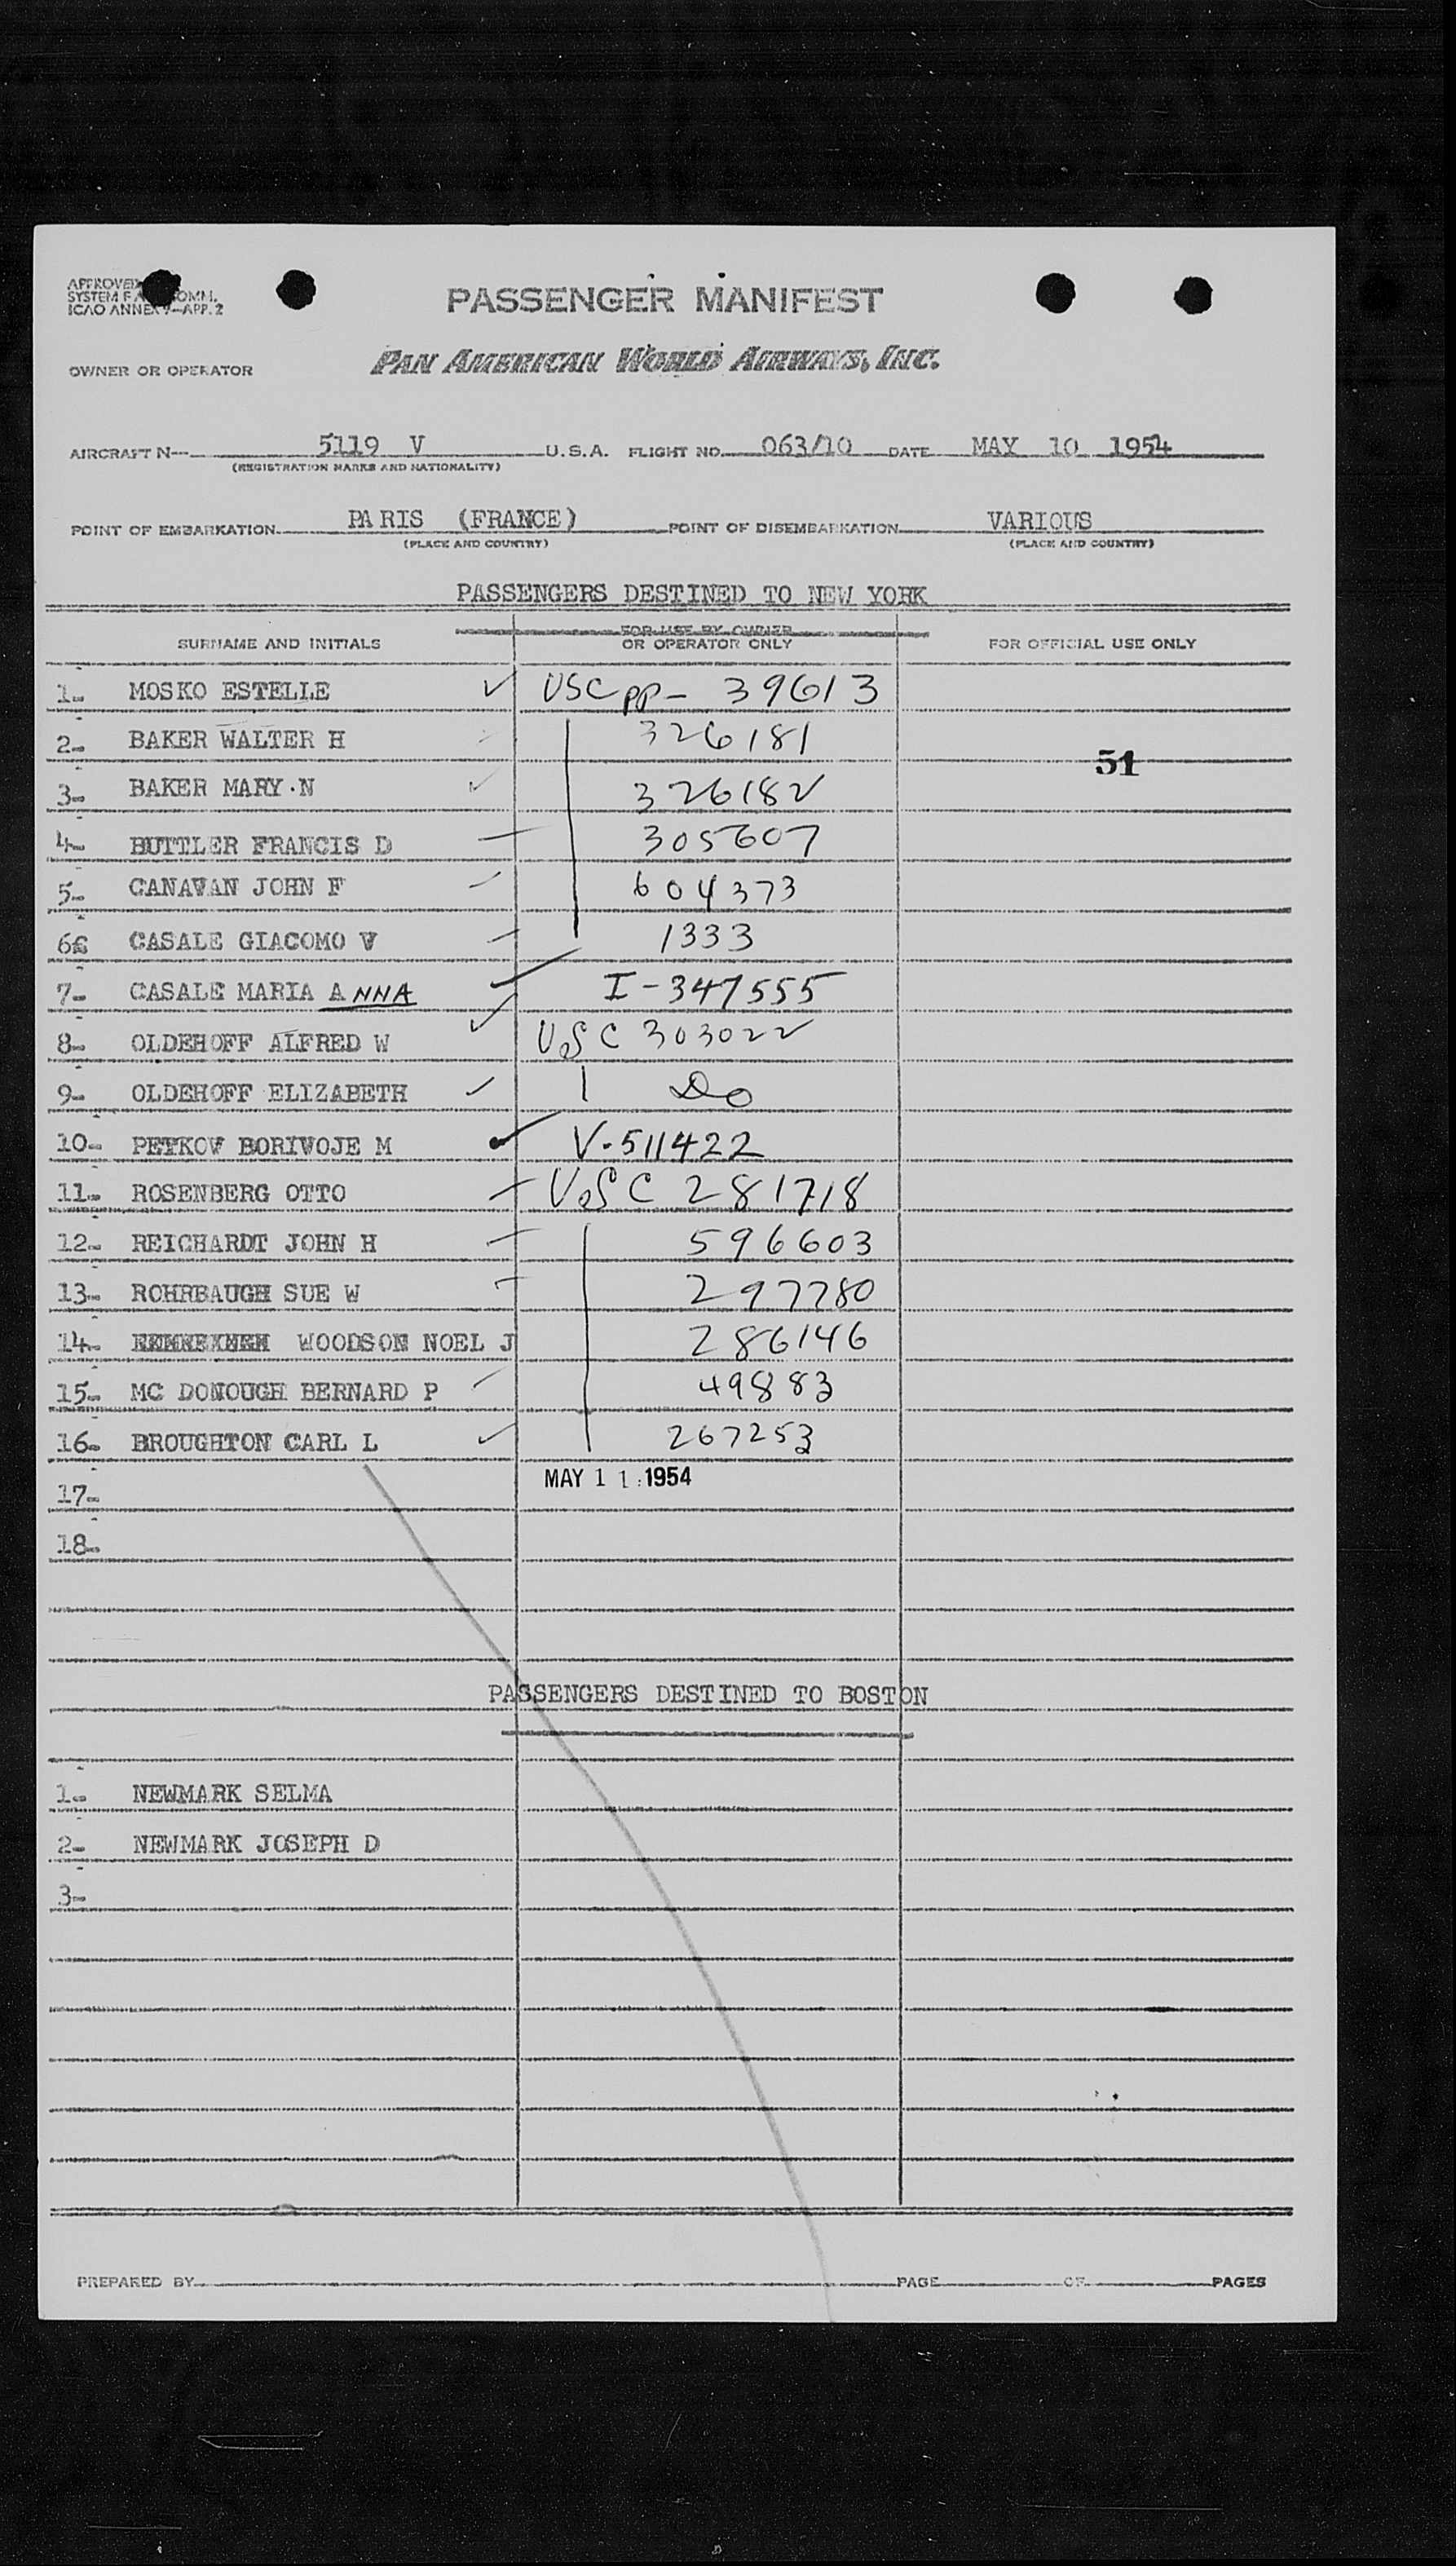 PASSENGER MANIFEST
ICAO ANNEX 9—APP. 2
OWNER OR OPERATOR PAN AMERICAN WORLD AIRWAYS, INC.
AIRCRAFT N— 5119 V U.S.A. FLIGHT NO. 063/10 DATE MAY 10 1954
(REGISTRATION MARKS AND NATIONALITY)
POINT OF EMBARKATION PARIS (FRANCE) POINT OF DISEMBARKATION VARIOUS
(PLACE AND COUNTRY) (PLACE AND COUNTRY)
PASSENGERS DESTINED TO NEW YORK
FOR USE BY OWNER
SURNAME AND INITIALS OR OPERATOR ONLY FOR OFFICIAL USE ONLY
1- MOSKO ESTELLE ✓ USC pp- 39613
2- BAKER WALTER H 326181
51
3- BAKER MARY.N ✓ 326182
4- BUTTLER FRANCIS D 305607
5- CANAVAN JOHN F 604373
6- CASALE GIACOMO V 1333
7- CASALE MARIA ANNA I-347555
8- OLDEHOFF ALFRED W ✓ USC 303022
9- OLDEHOFF ELIZABETH ✓ Do
10- PETKOV BORIVOJE M ✓ V-511422
11- ROSENBERG OTTO USC 281718
12- REICHARDT JOHN H 596603
13- ROHRBAUGH SUE W 297780
14- WOODSON NOEL J 286146
15- MC DONOUGH BERNARD P 49883
16- BROUGHTON CARL L ✓ 267253
MAY 11 1954
17-
18-
PASSENGERS DESTINED TO BOSTON
1- NEWMARK SELMA
2- NEWMARK JOSEPH D
3-
PREPARED BY PAGE OF PAGES